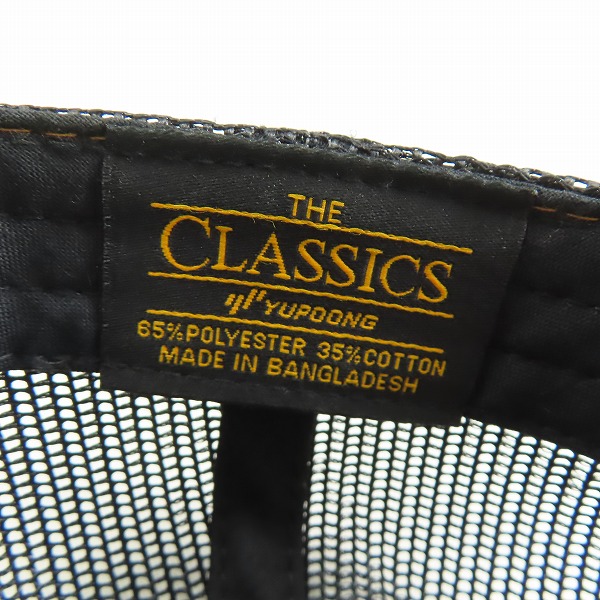 THE
CLASSICS
YUPOONG
65% POLYESTER 35% COTTON
MADE IN BANGLADESH